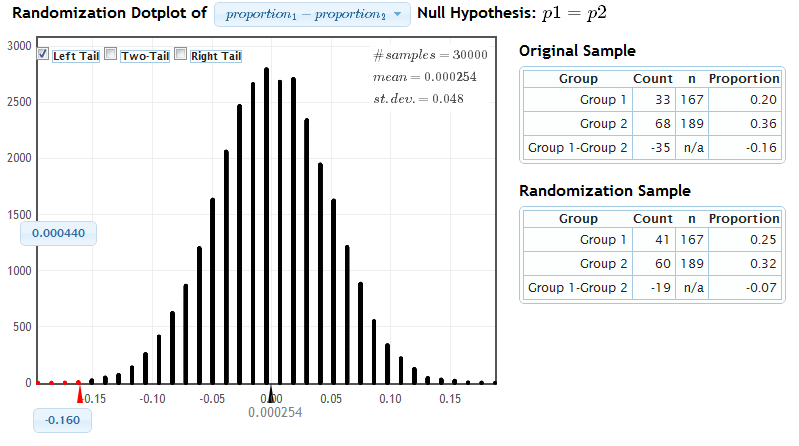 Randomization Dotplot of proportion₁ − proportion₂ Null Hypothesis: p1 = p2
Left Tail Two-Tail Right Tail
# samples = 30000
mean = 0.000254
st.dev. = 0.048
3000
2500
2000
1500
1000
500
0
0.000440
-0.15 -0.10 -0.05 0.00 0.05 0.10 0.15
-0.160
0.000254
Original Sample
Group Count n Proportion
Group 1 33 167 0.20
Group 2 68 189 0.36
Group 1-Group 2 -35 n/a -0.16
Randomization Sample
Group Count n Proportion
Group 1 41 167 0.25
Group 2 60 189 0.32
Group 1-Group 2 -19 n/a -0.07